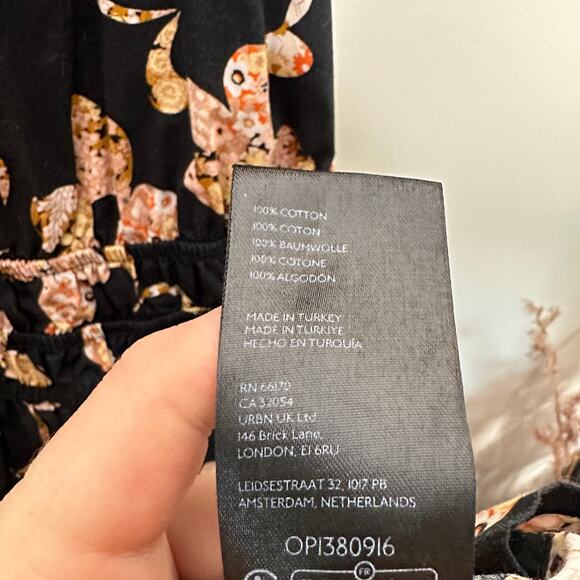 100% COTTON
100% COTON
100% BAUMWOLLE
100% COTONE
100% ALGODÓN
MADE IN TURKEY
MADE IN TURKIYE
HECHO EN TURQUÍA
RN 66170
CA 32054
URBN UK Ltd
146 Brick Lane,
LONDON, E1 6RU
LEIDSESTRAAT 32, 1017 PB
AMSTERDAM, NETHERLANDS
OP1380916
FR